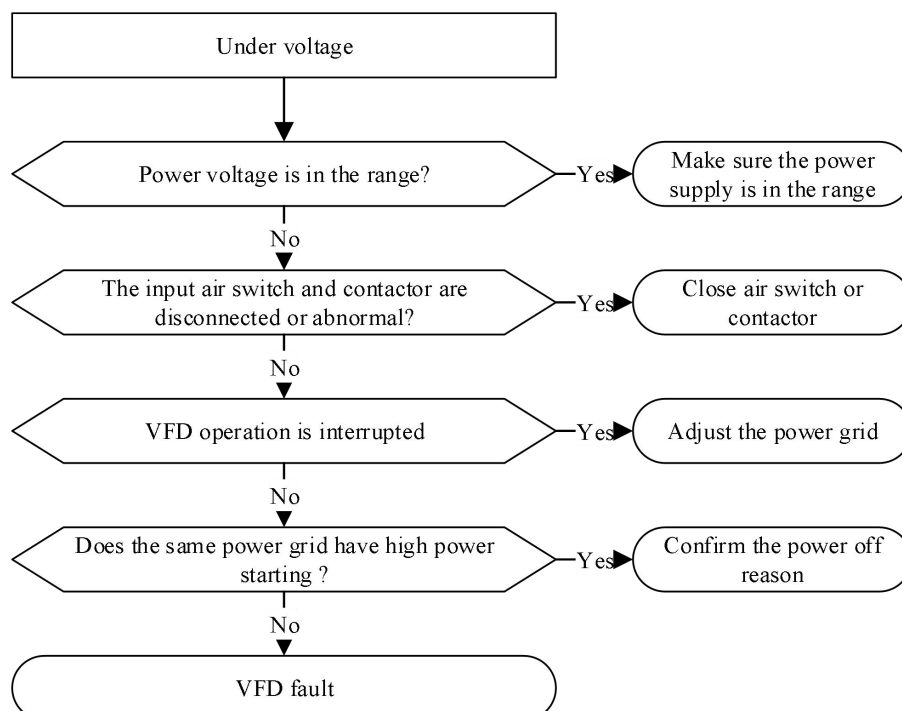 Under voltage
Power voltage is in the range?
Yes
Make sure the power
supply is in the range
No
The input air switch and contactor are
disconnected or abnormal?
Yes
Close air switch or
contactor
No
VFD operation is interrupted
Yes
Adjust the power grid
No
Does the same power grid have high power
starting ?
Yes
Confirm the power off
reason
No
VFD fault